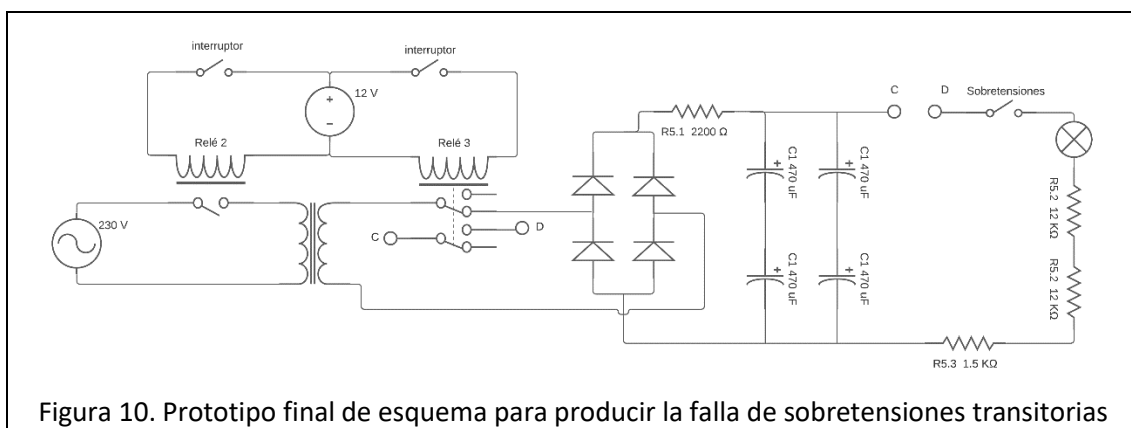 interruptor
interruptor
12 V
Relé 2
Relé 3
230 V
C
D
R5.1 2200 Ω
C1 470 uF
C1 470 uF
C1 470 uF
C1 470 uF
C
D
Sobretensiones
R5.2 12 KΩ
R5.2 12 KΩ
R5.3 1.5 KΩ
Figura 10. Prototipo final de esquema para producir la falla de sobretensiones transitorias